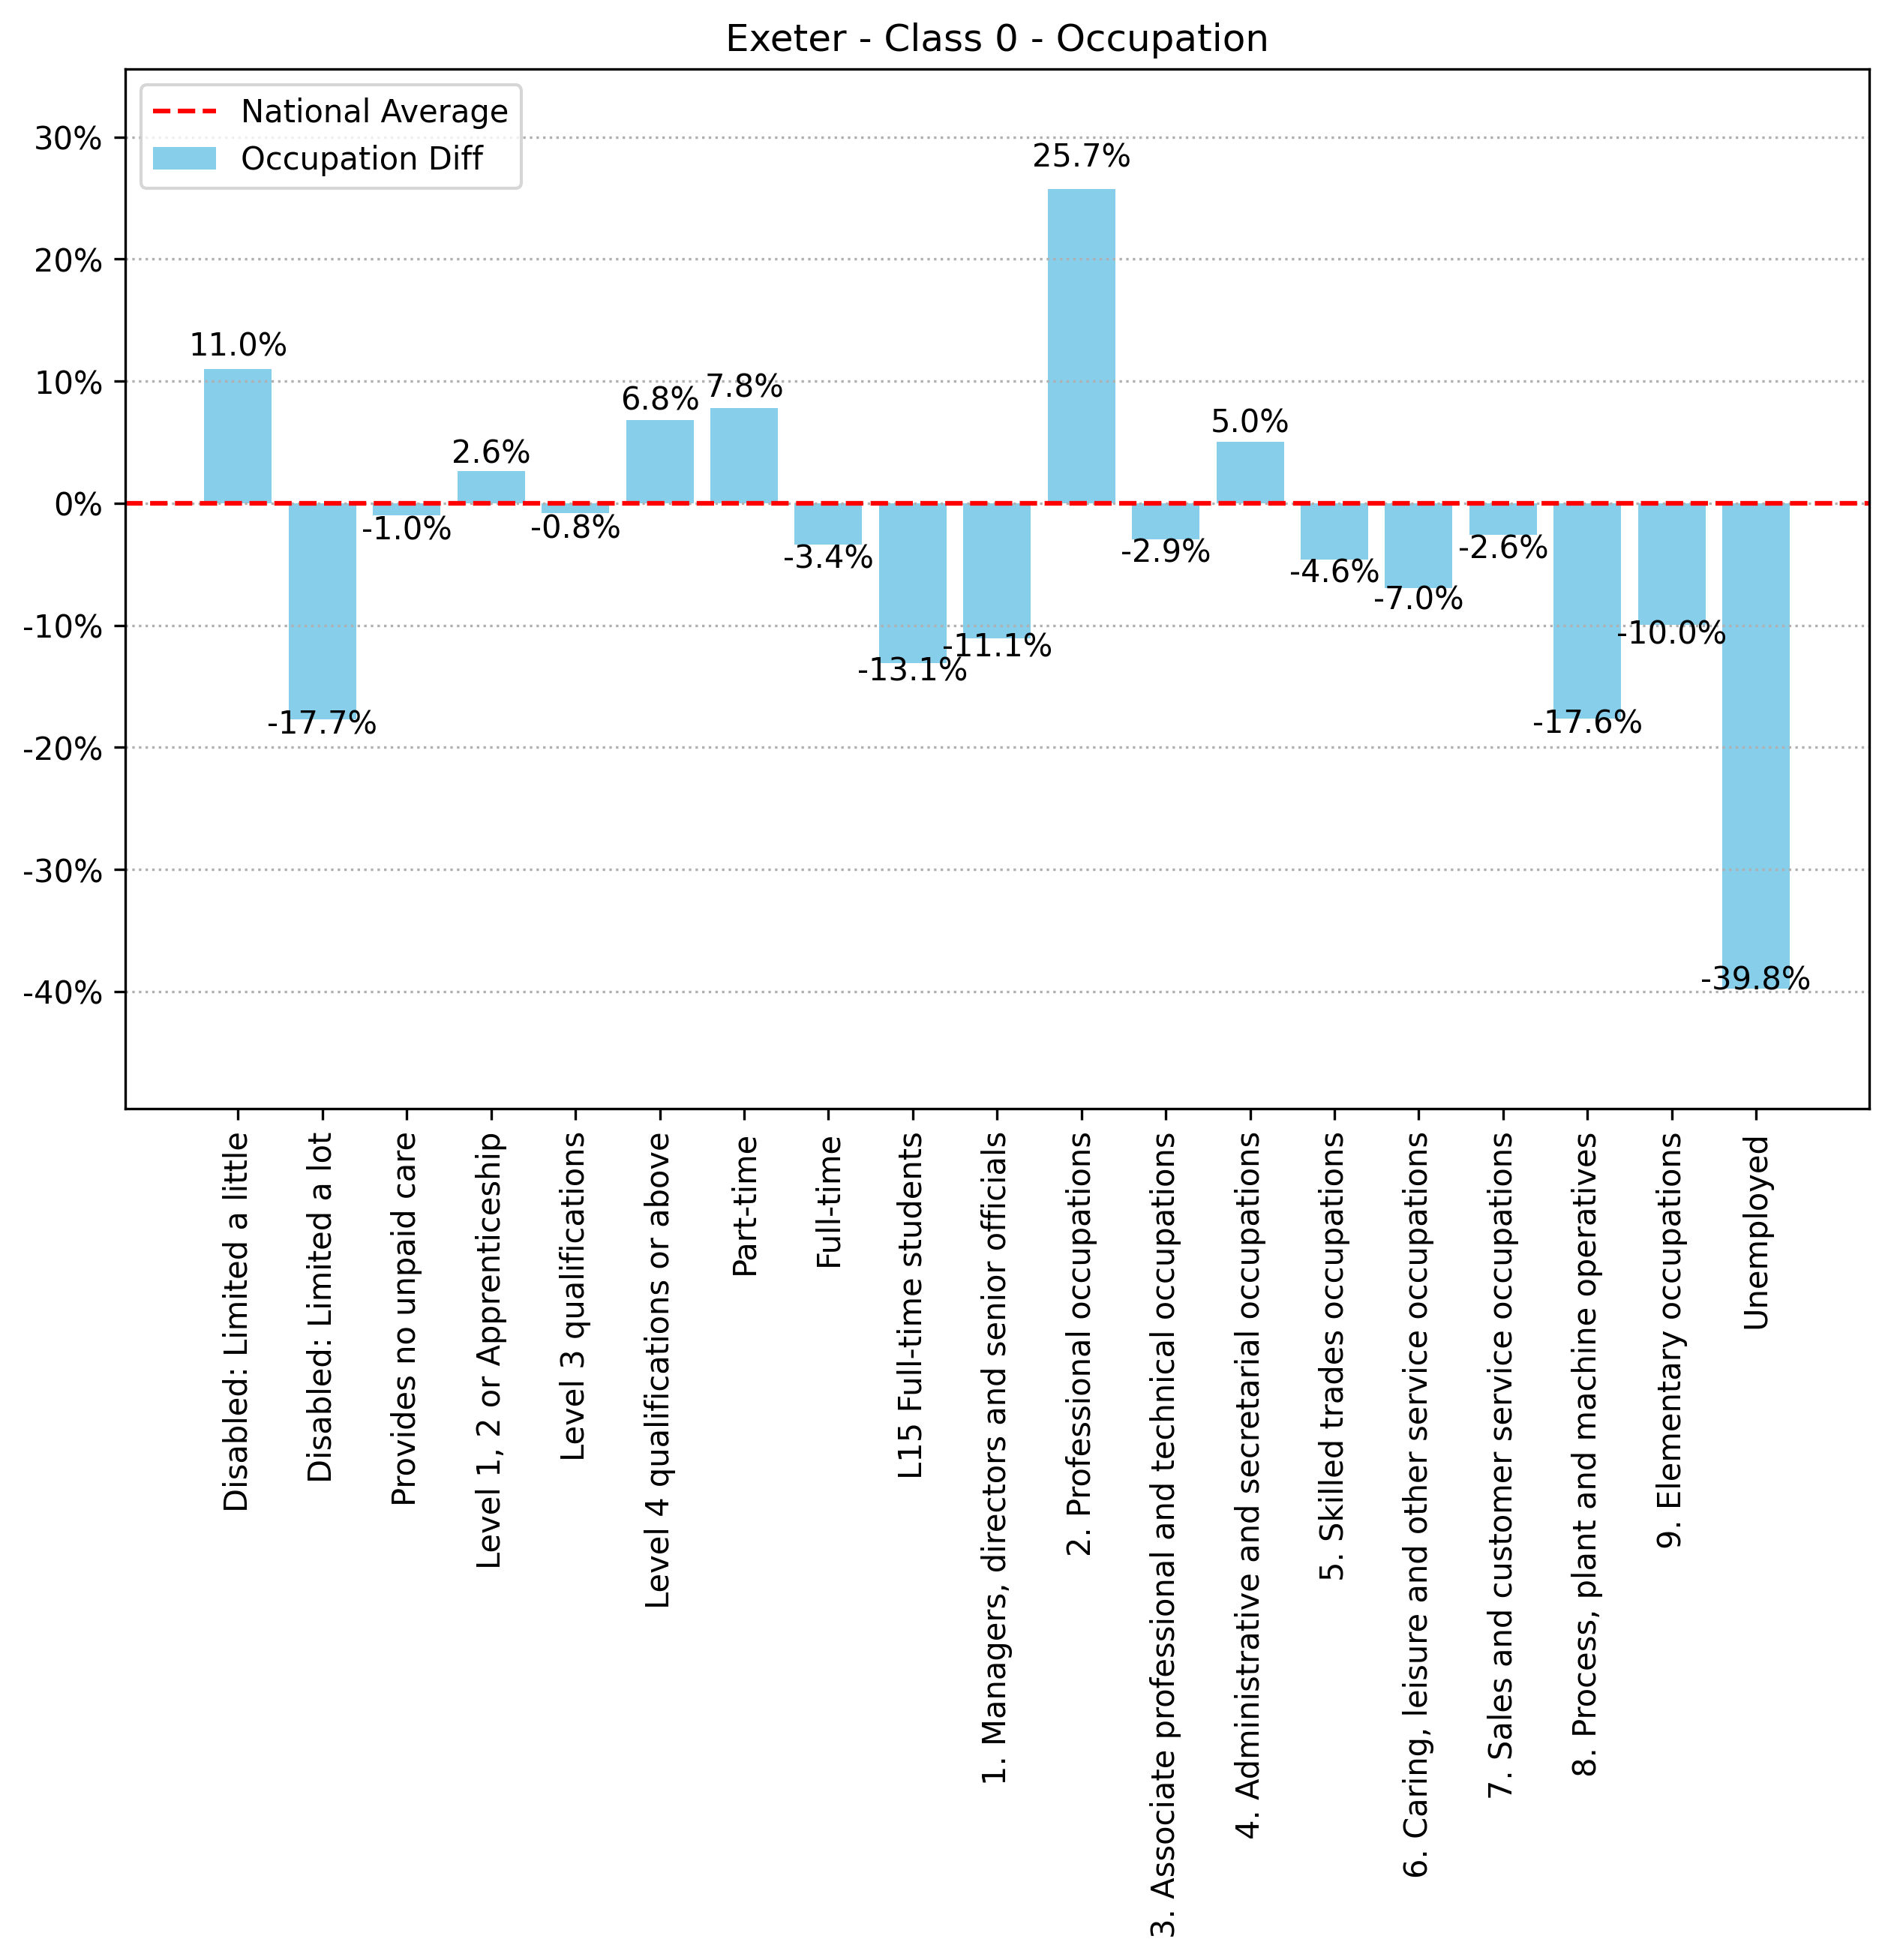 Exeter - Class 0 - Occupation
National Average
Occupation Diff
30%
20%
10%
0%
-10%
-20%
-30%
-40%
11.0%
-17.7%
-1.0%
2.6%
-0.8%
6.8%
7.8%
-3.4%
-13.1%
-11.1%
25.7%
-2.9%
5.0%
-4.6%
-7.0%
-2.6%
-17.6%
-10.0%
-39.8%
Disabled: Limited a little
Disabled: Limited a lot
Provides no unpaid care
Level 1, 2 or Apprenticeship
Level 3 qualifications
Level 4 qualifications or above
Part-time
Full-time
L15 Full-time students
1. Managers, directors and senior officials
2. Professional occupations
3. Associate professional and technical occupations
4. Administrative and secretarial occupations
5. Skilled trades occupations
6. Caring, leisure and other service occupations
7. Sales and customer service occupations
8. Process, plant and machine operatives
9. Elementary occupations
Unemployed